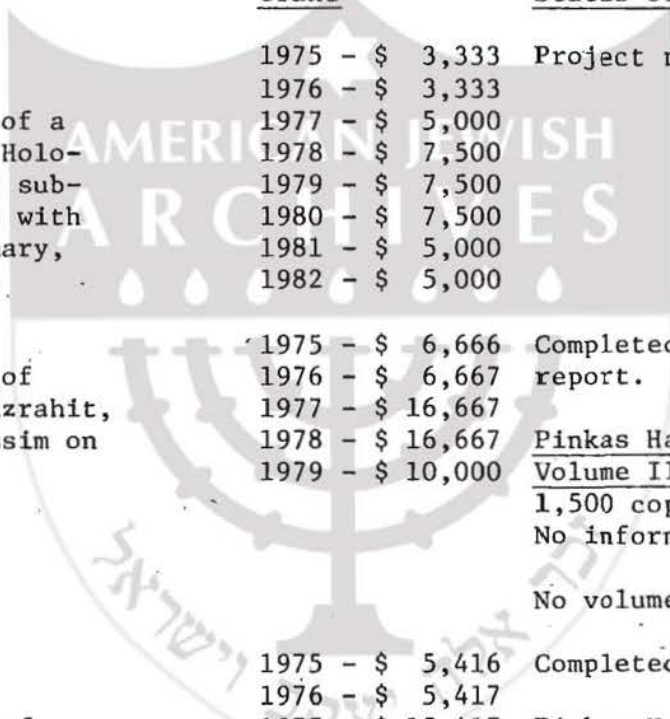 1975 - $ 3,333 Project
1976 - $ 3,333
of a 1977 - $ 5,000
Holo- 1978 - $ 7,500
sub- 1979 - $ 7,500
with 1980 - $ 7,500
ary, 1981 - $ 5,000
1982 - $ 5,000
AMERICAN JEWISH
ARCHIVES
1975 - $ 6,666 Completed
of 1976 - $ 6,667 report.
zrahit, 1977 - $ 16,667
sim on 1978 - $ 16,667 Pinkas Ha
1979 - $ 10,000 Volume II
1,500 cop
No inform
No volume
1975 - $ 5,416 Completed
1976 - $ 5,417